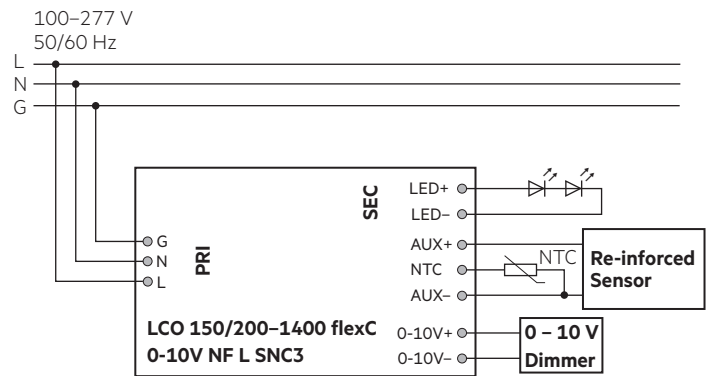 100–277 V
50/60 Hz
L
N
G
SEC
LED+
LED–
AUX+
NTC
AUX–
NTC
Re-inforced
Sensor
G
N
L
PRI
LCO 150/200–1400 flexC
0-10V NF L SNC3
0-10V+
0-10V–
0 – 10 V
Dimmer